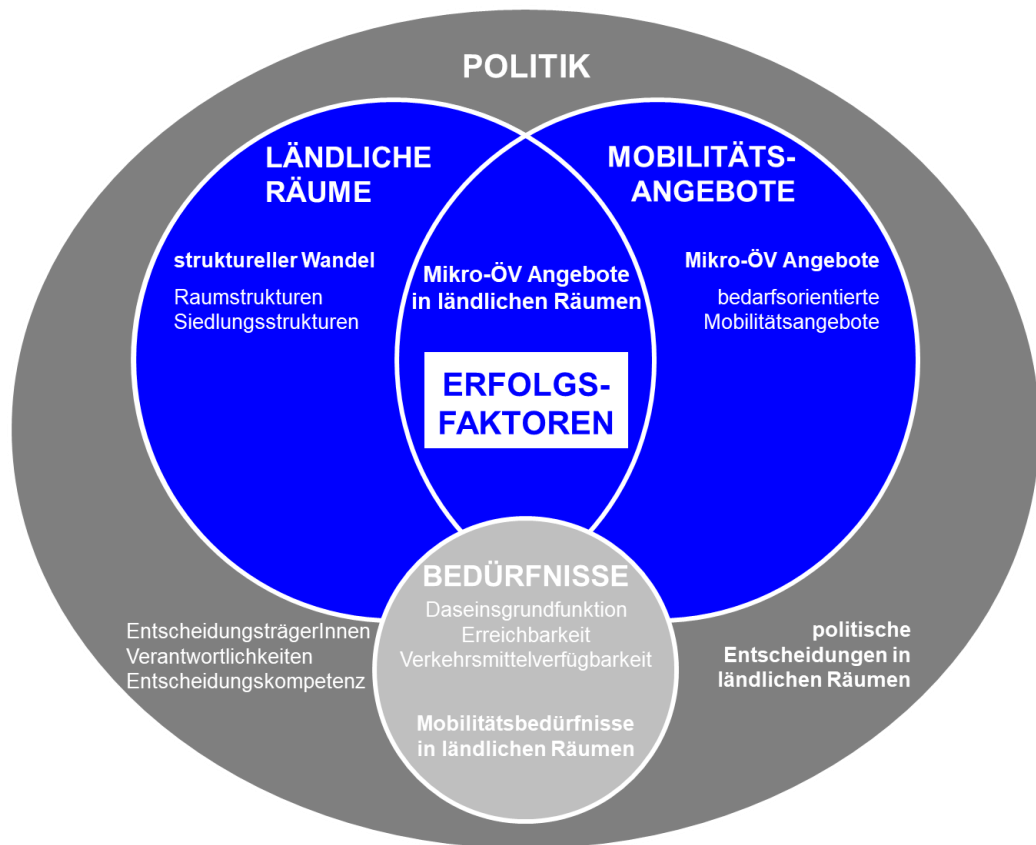 POLITIK
LÄNDLICHE
RÄUME
struktureller Wandel
Raumstrukturen
Siedlungsstrukturen
MOBILITÄTS-
ANGEBOTE
Mikro-ÖV Angebote
bedarfsorientierte
Mobilitätsangebote
Mikro-ÖV Angebote
in ländlichen Räumen
ERFOLGS-
FAKTOREN
BEDÜRFNISSE
Daseinsgrundfunktion
Erreichbarkeit
Verkehrsmittelverfügbarkeit
Mobilitätsbedürfnisse
in ländlichen Räumen
EntscheidungsträgerInnen
Verantwortlichkeiten
Entscheidungskompetenz
politische
Entscheidungen in
ländlichen Räumen